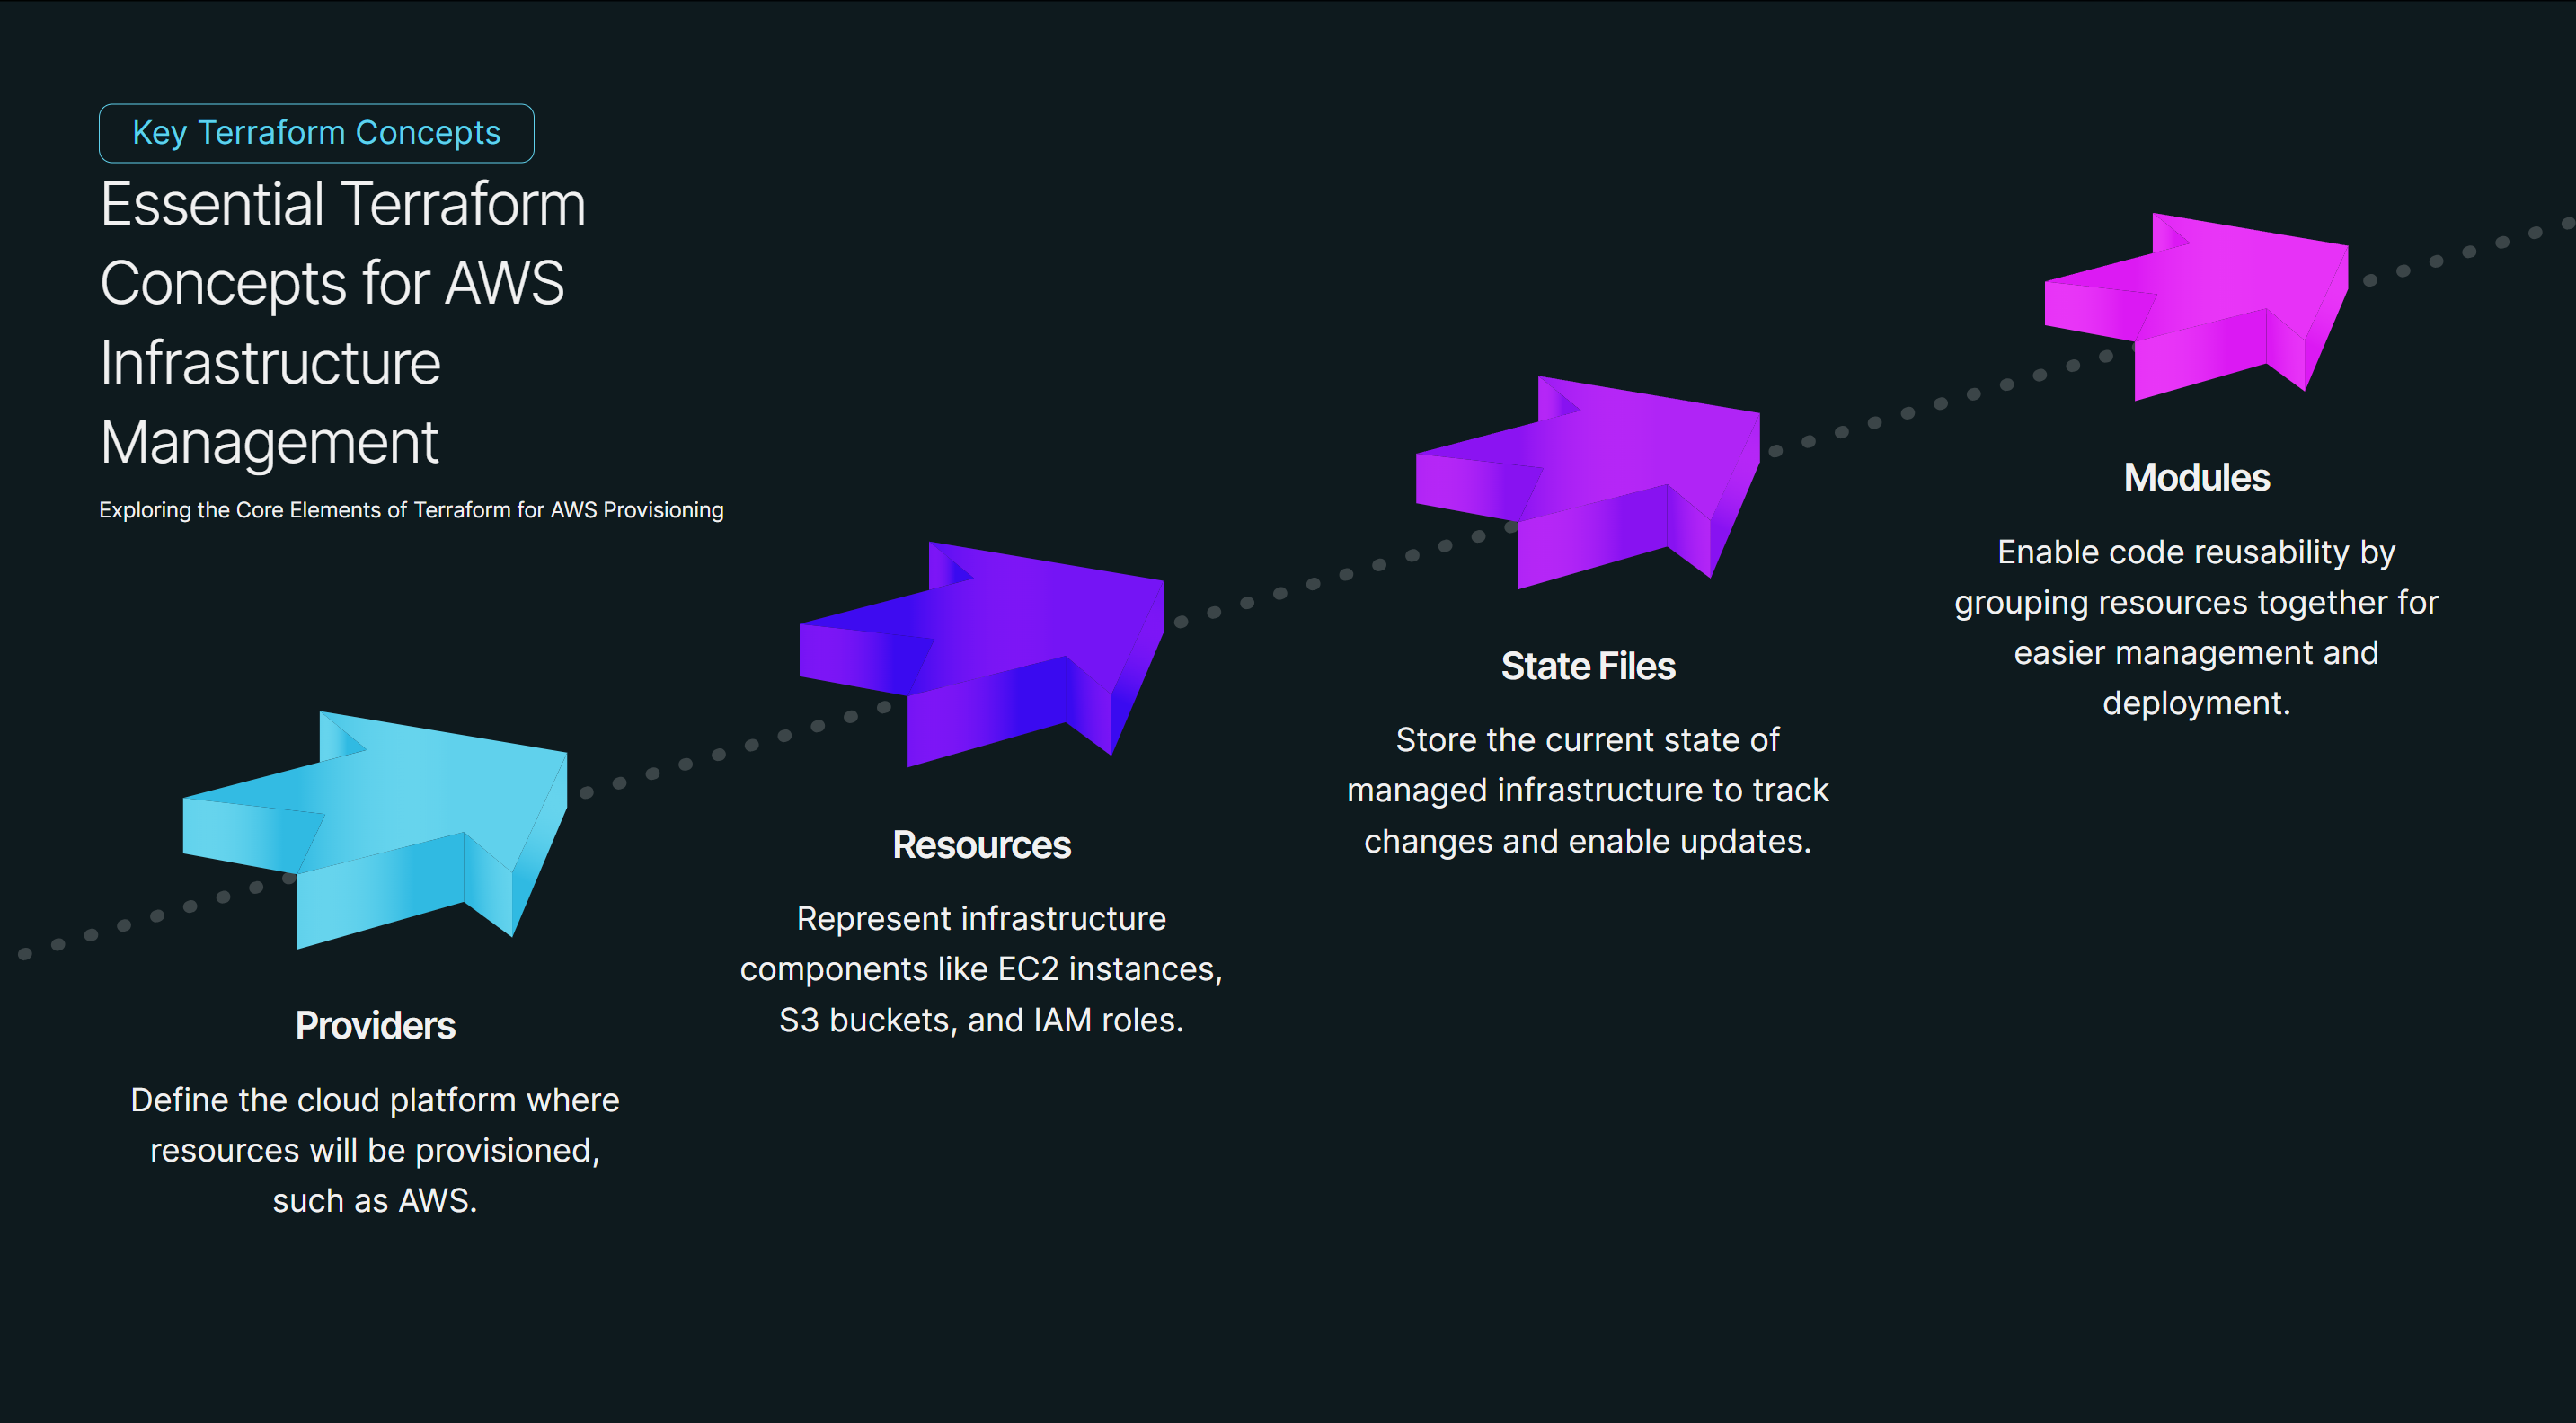 Key Terraform Concepts
Essential Terraform
Concepts for AWS
Infrastructure
Management
Exploring the Core Elements of Terraform for AWS Provisioning
Providers
Define the cloud platform where
resources will be provisioned,
such as AWS.
Resources
Represent infrastructure
components like EC2 instances,
S3 buckets, and IAM roles.
State Files
Store the current state of
managed infrastructure to track
changes and enable updates.
Modules
Enable code reusability by
grouping resources together for
easier management and
deployment.